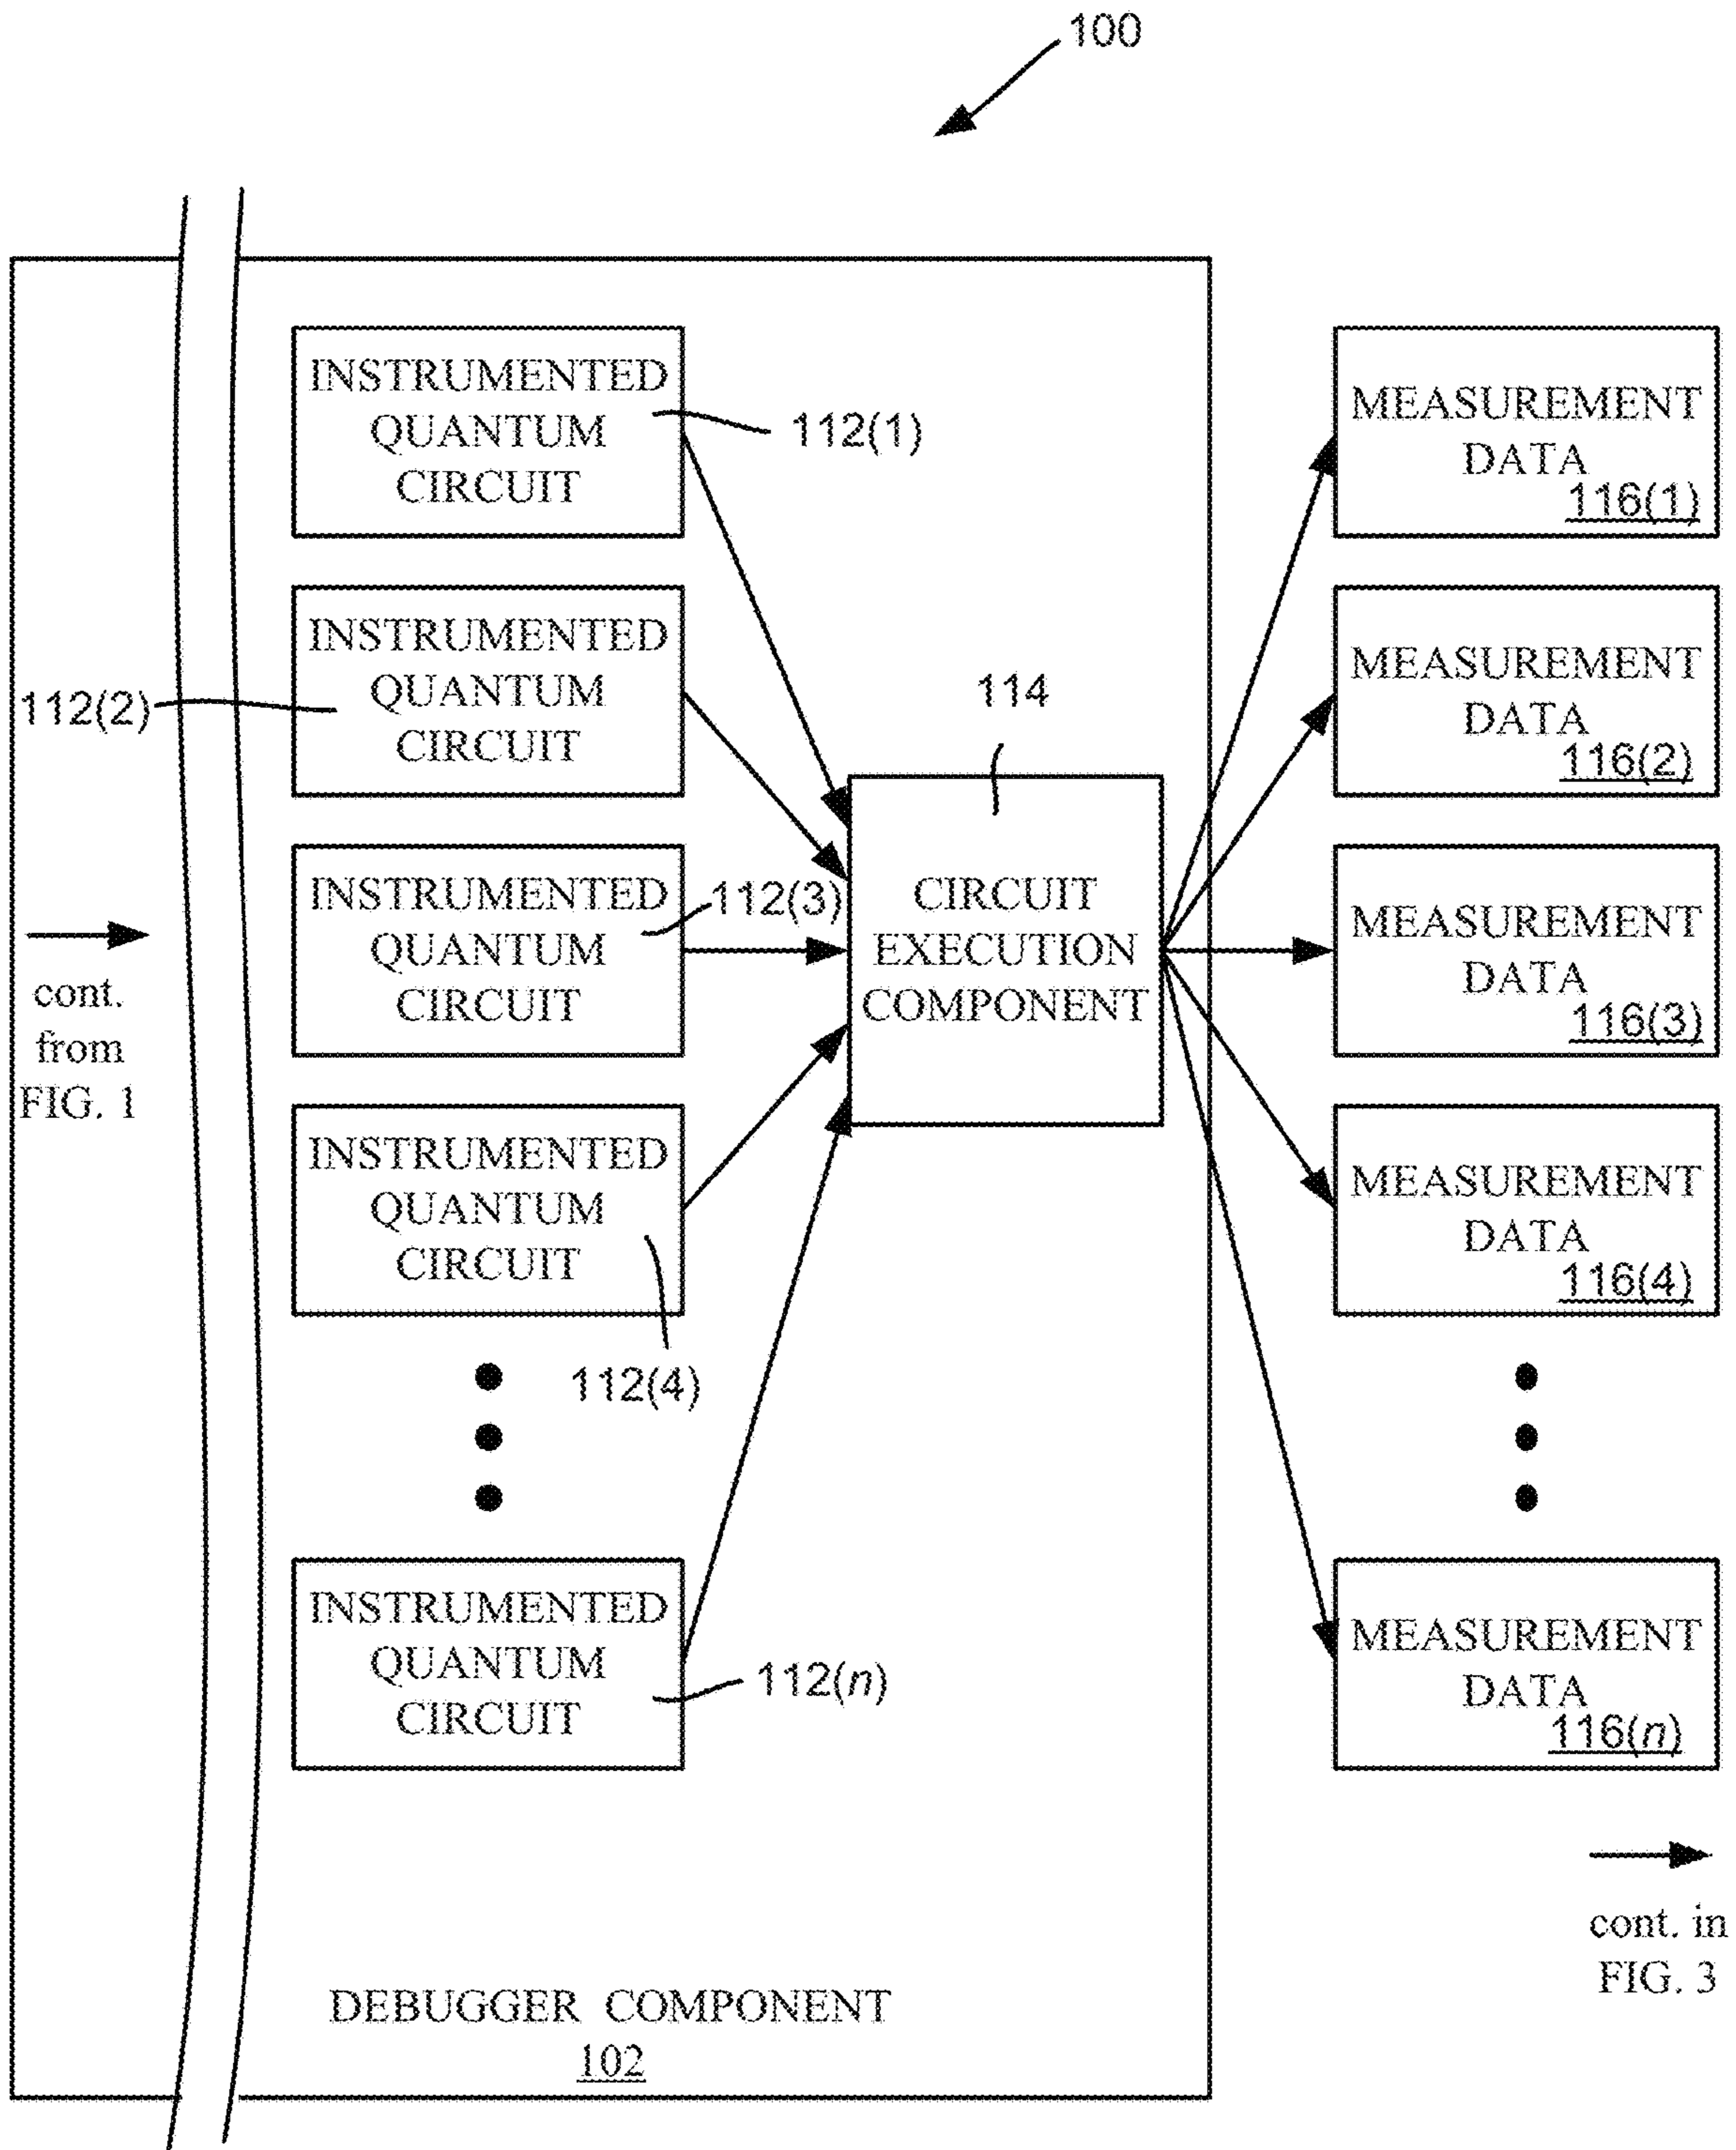 100
INSTRUMENTED
QUANTUM
CIRCUIT
112(1)
MEASUREMENT
DATA
116(1)
INSTRUMENTED
QUANTUM
CIRCUIT
112(2)
MEASUREMENT
DATA
116(2)
114
INSTRUMENTED
QUANTUM
CIRCUIT
112(3)
CIRCUIT
EXECUTION
COMPONENT
MEASUREMENT
DATA
116(3)
cont.
from
FIG. 1
INSTRUMENTED
QUANTUM
CIRCUIT
112(4)
MEASUREMENT
DATA
116(4)
INSTRUMENTED
QUANTUM
CIRCUIT
112(n)
MEASUREMENT
DATA
116(n)
cont. in
FIG. 3
DEBUGGER COMPONENT
102